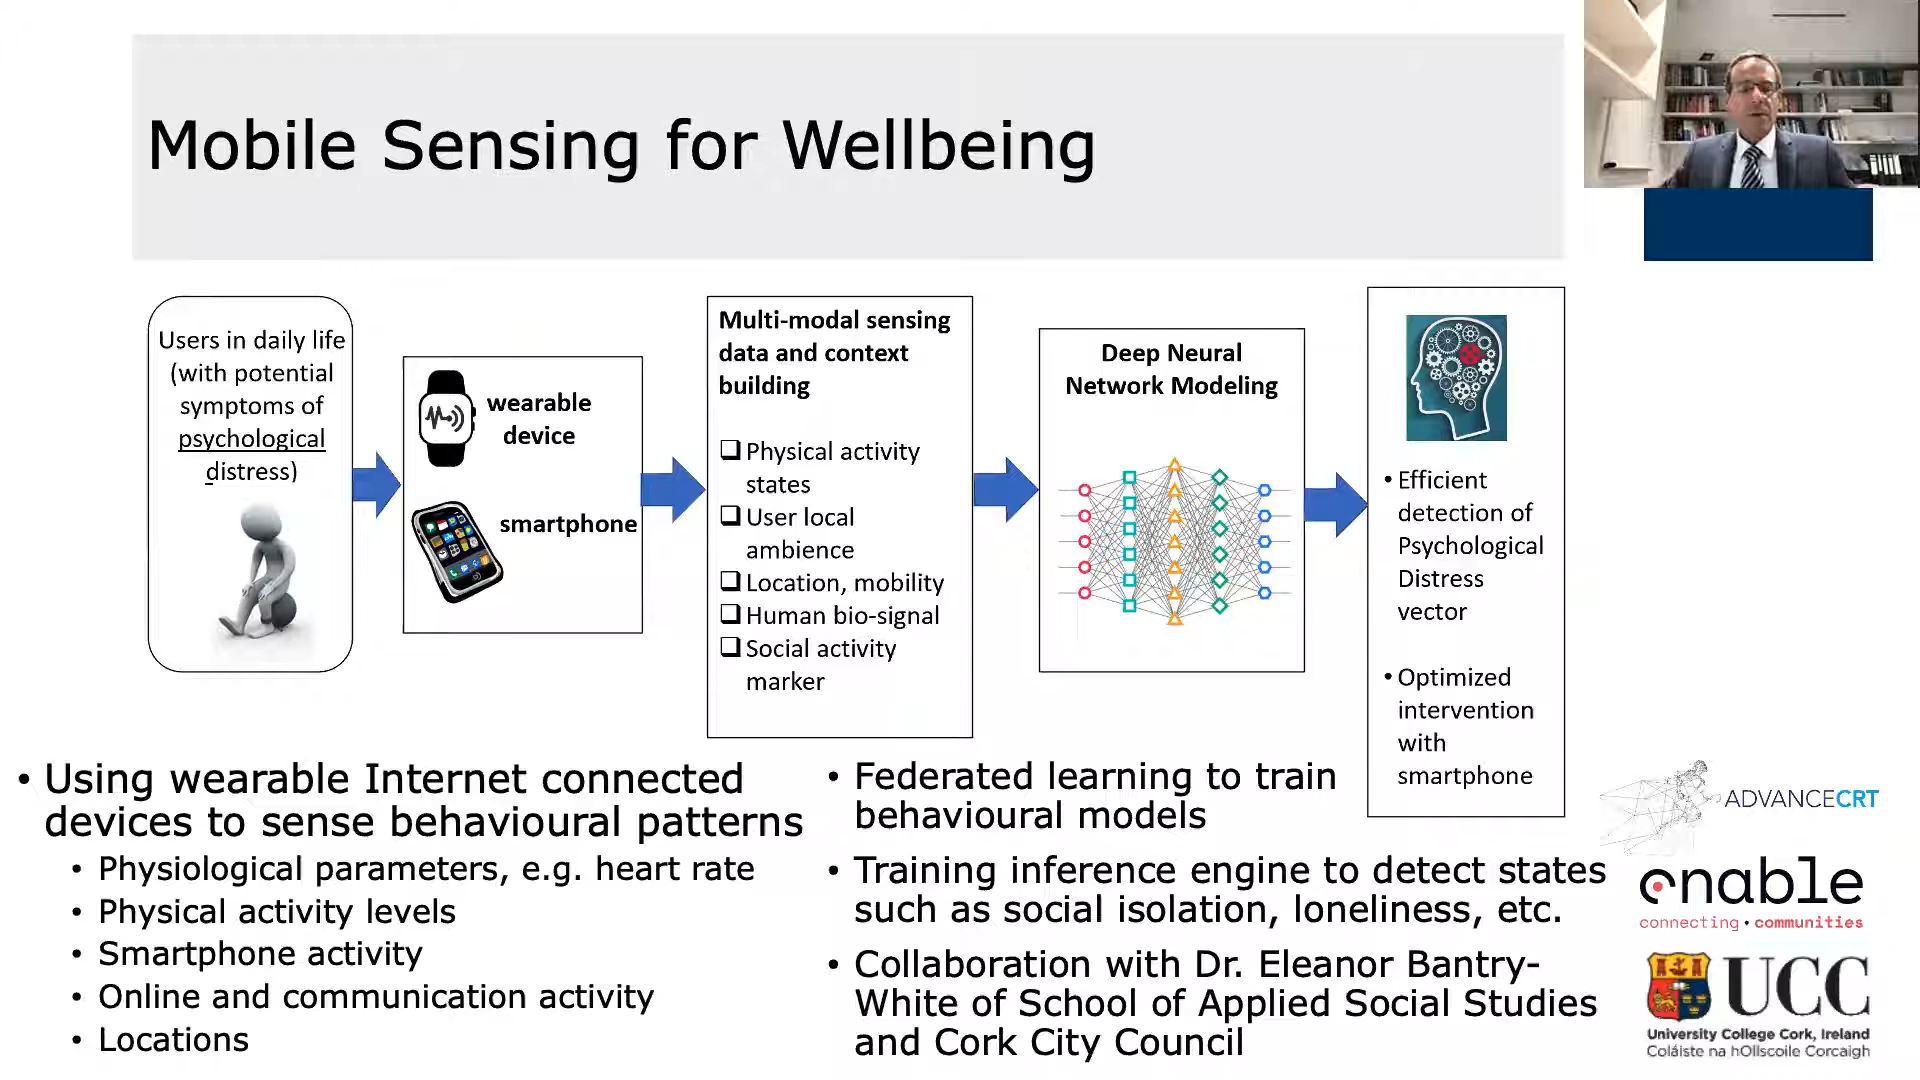 Mobile Sensing for Wellbeing
Users in daily life
(with potential
symptoms of
psychological
distress)
wearable
device
smartphone
Multi-modal sensing
data and context
building
Physical activity
states
User local
ambience
Location, mobility
Human bio-signal
Social activity
marker
Deep Neural
Network Modeling
• Efficient
detection of
Psychological
Distress
vector
• Optimized
intervention
with
smartphone
• Using wearable Internet connected
devices to sense behavioural patterns
• Physiological parameters, e.g. heart rate
• Physical activity levels
• Smartphone activity
• Online and communication activity
• Locations
• Federated learning to train
behavioural models
• Training inference engine to detect states
such as social isolation, loneliness, etc.
• Collaboration with Dr. Eleanor Bantry-
White of School of Applied Social Studies
and Cork City Council
ADVANCECRT
enable
connecting • communities
UCC
University College Cork, Ireland
Coláiste na hOllscoile Corcaigh